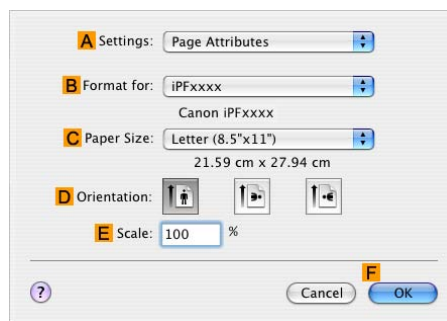 A Settings: Page Attributes
B Format for: iPFxxxx
Canon iPFxxxx
C Paper Size: Letter (8.5"x11")
21.59 cm x 27.94 cm
D Orientation:
E Scale: 100 %
F
? Cancel OK